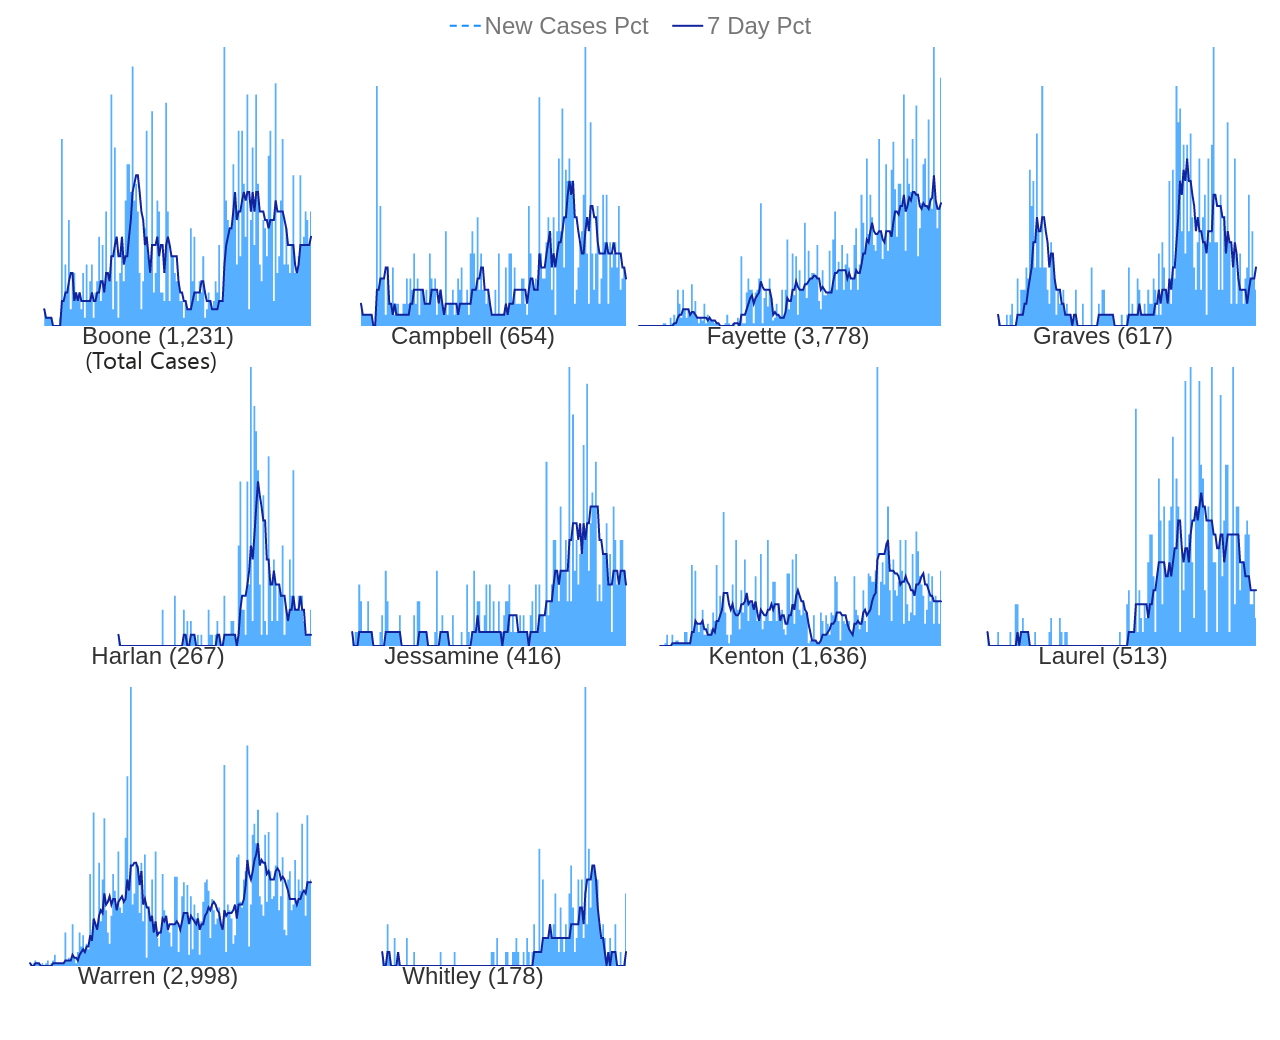 New Cases Pct 7 Day Pct
Boone (1,231) Campbell (654) Fayette (3,778) Graves (617)
(Total Cases)
Harlan (267) Jessamine (416) Kenton (1,636) Laurel (513)
Warren (2,998) Whitley (178)